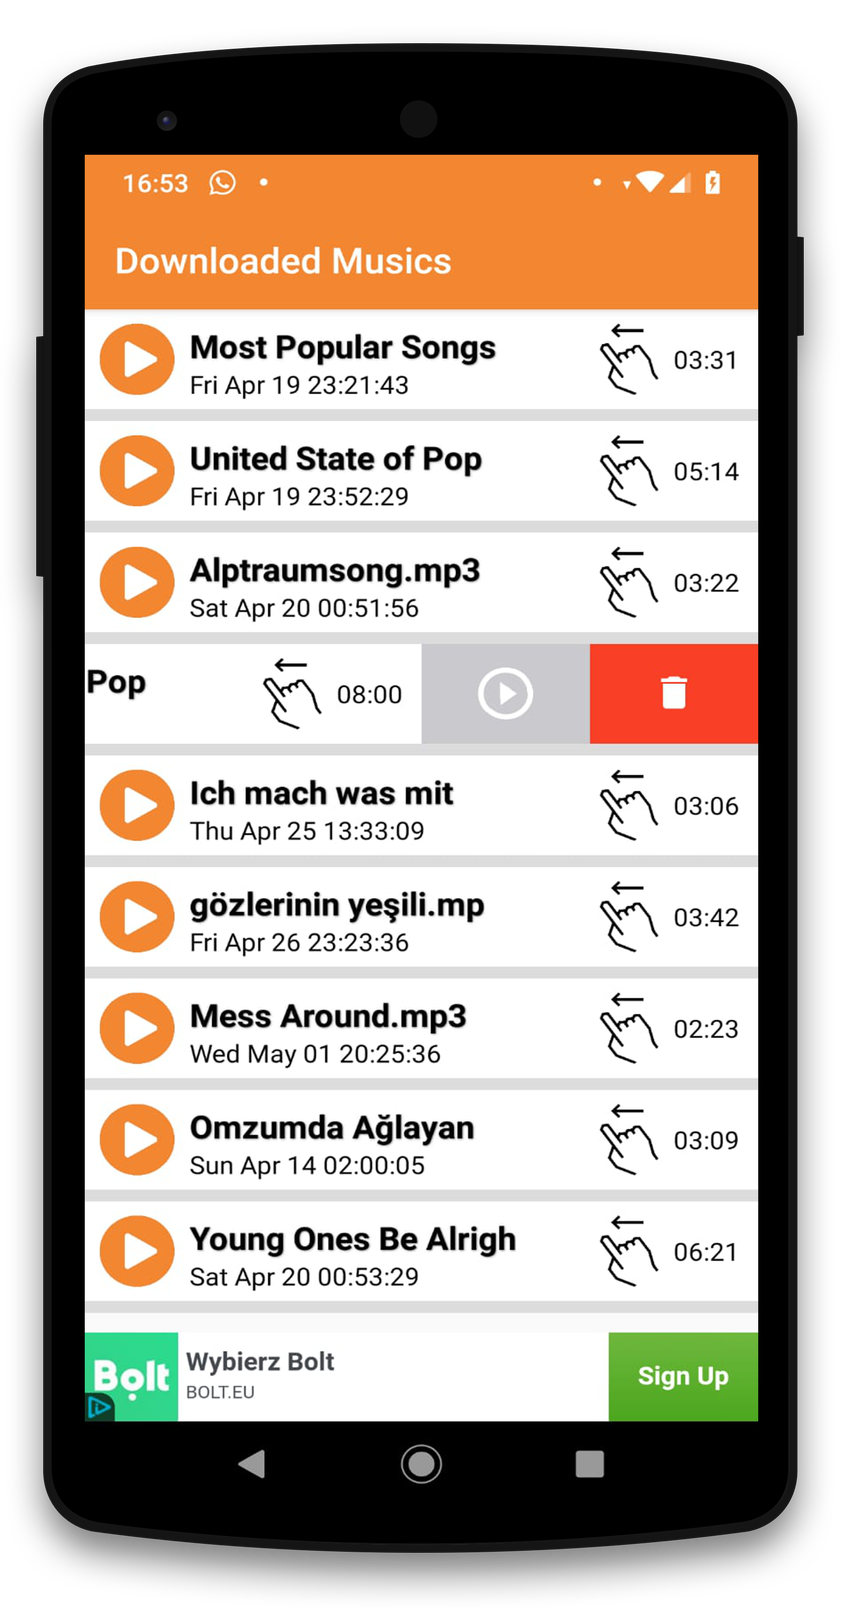 16:53
Downloaded Musics
Most Popular Songs
03:31
Fri Apr 19 23:21:43
United State of Pop
05:14
Fri Apr 19 23:52:29
Alptraumsong.mp3
03:22
Sat Apr 20 00:51:56
Pop
08:00
Ich mach was mit
03:06
Thu Apr 25 13:33:09
gözlerinin yeşili.mp
03:42
Fri Apr 26 23:23:36
Mess Around.mp3
02:23
Wed May 01 20:25:36
Omzumda Ağlayan
03:09
Sun Apr 14 02:00:05
Young Ones Be Alrigh
06:21
Sat Apr 20 00:53:29
Bolt
Wybierz Bolt
BOLT.EU
Sign Up